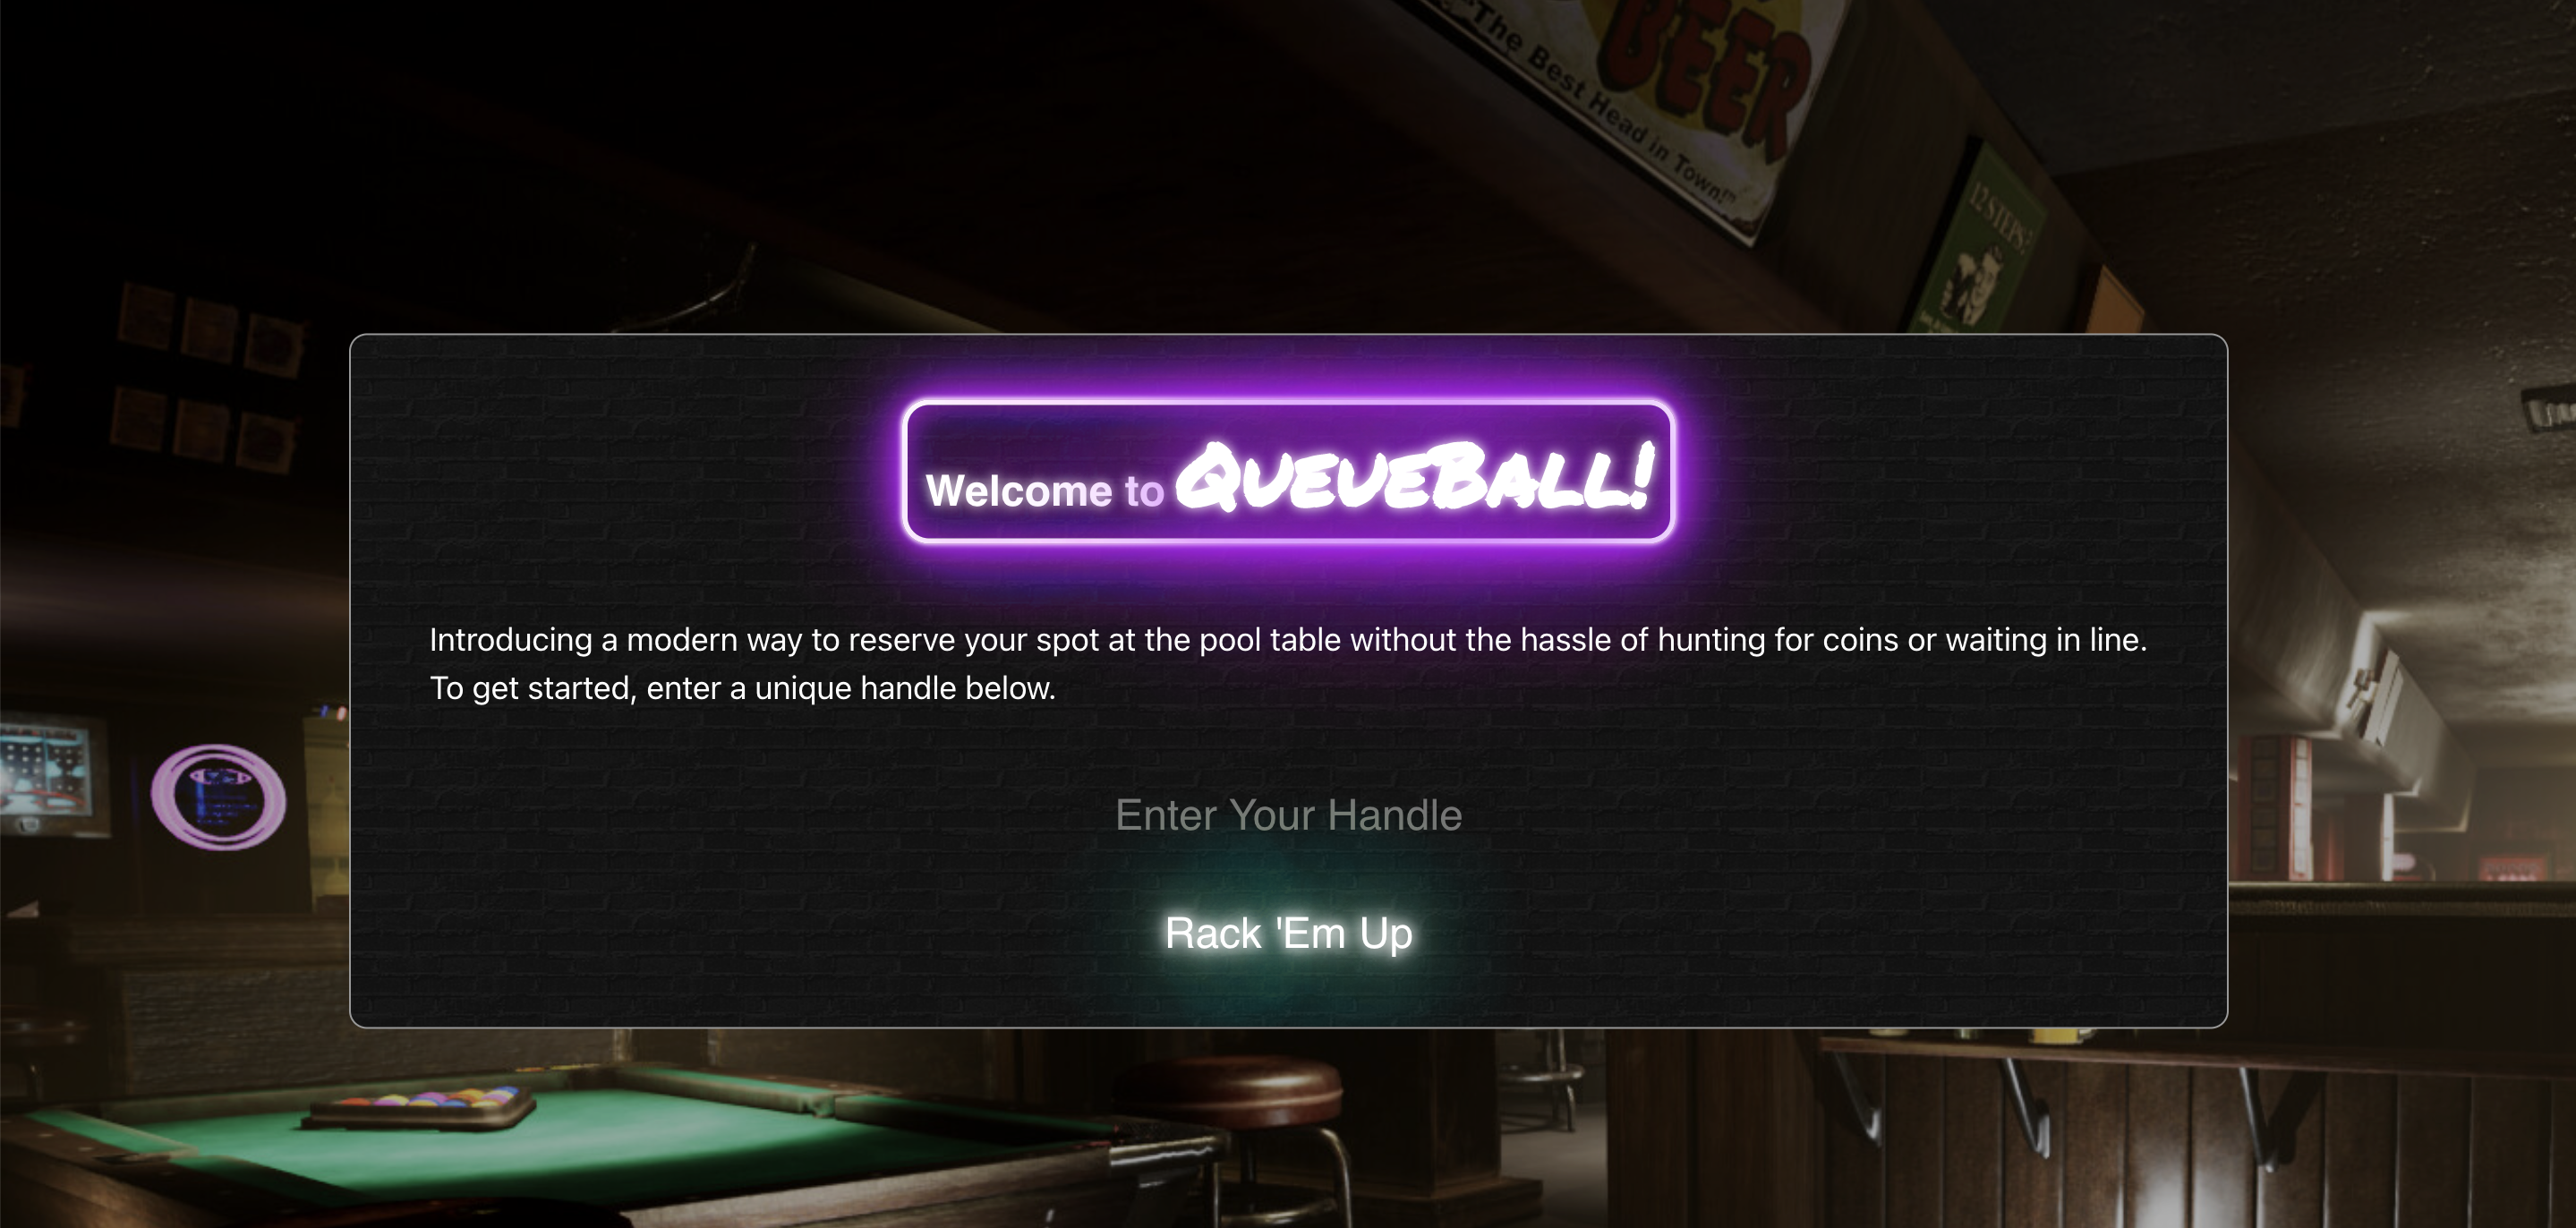 BEER
"The Best Head in Town!"
12 STEPS?
Welcome to QUEUEBALL!
Introducing a modern way to reserve your spot at the pool table without the hassle of hunting for coins or waiting in line.
To get started, enter a unique handle below.
Enter Your Handle
Rack 'Em Up